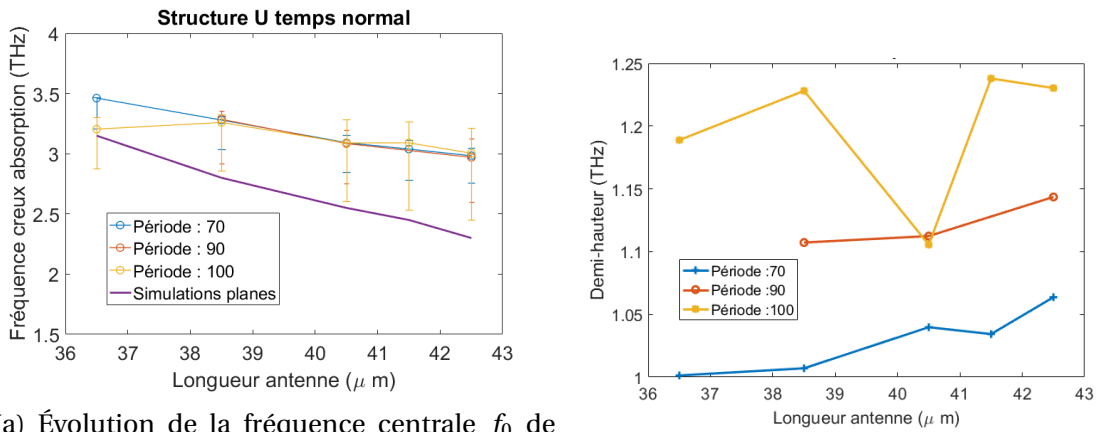 Structure U temps normal
Fréquence creux absorption (THz)
4
3.5
3
2.5
2
1.5
Période : 70
Période : 90
Période : 100
Simulations planes
36 37 38 39 40 41 42 43
Longueur antenne (μ m)
Demi-hauteur (THz)
1.25
1.2
1.15
1.1
1.05
1
Période :70
Période :90
Période :100
36 37 38 39 40 41 42 43
Longueur antenne (μ m)
(a) Évolution de la fréquence centrale f0 de